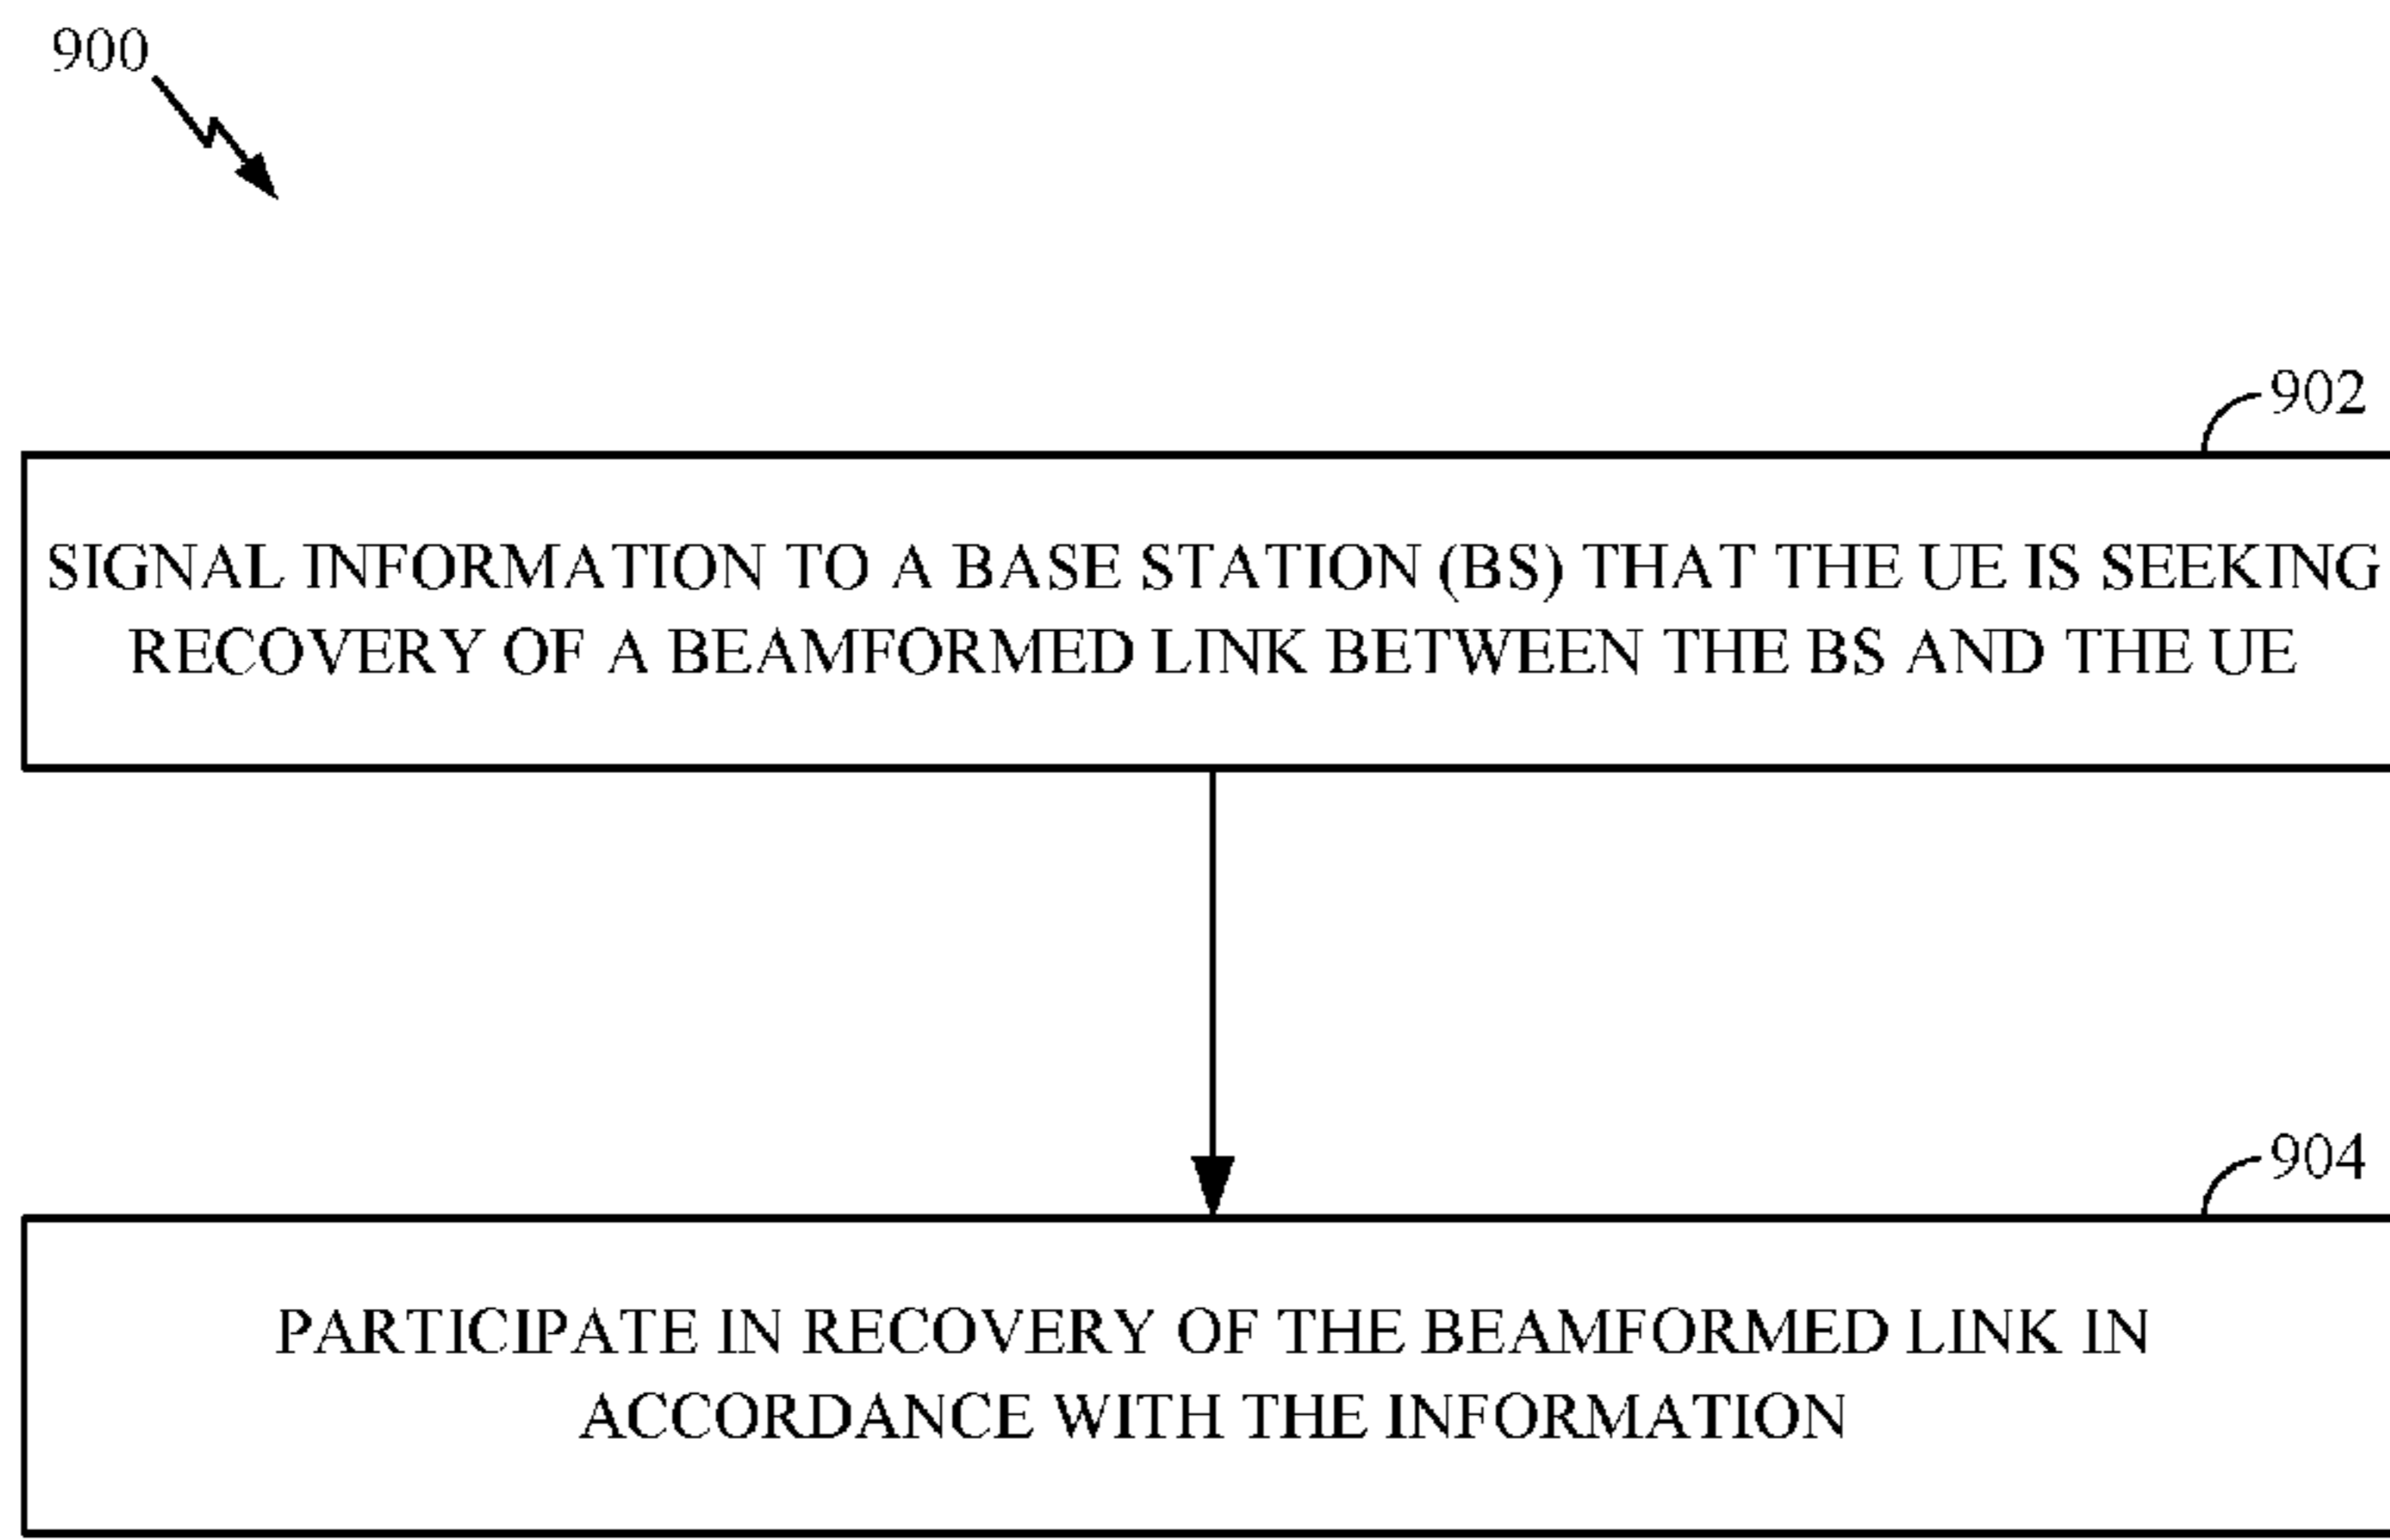 900
902
SIGNAL INFORMATION TO A BASE STATION (BS) THAT THE UE IS SEEKING
RECOVERY OF A BEAMFORMED LINK BETWEEN THE BS AND THE UE
904
PARTICIPATE IN RECOVERY OF THE BEAMFORMED LINK IN
ACCORDANCE WITH THE INFORMATION